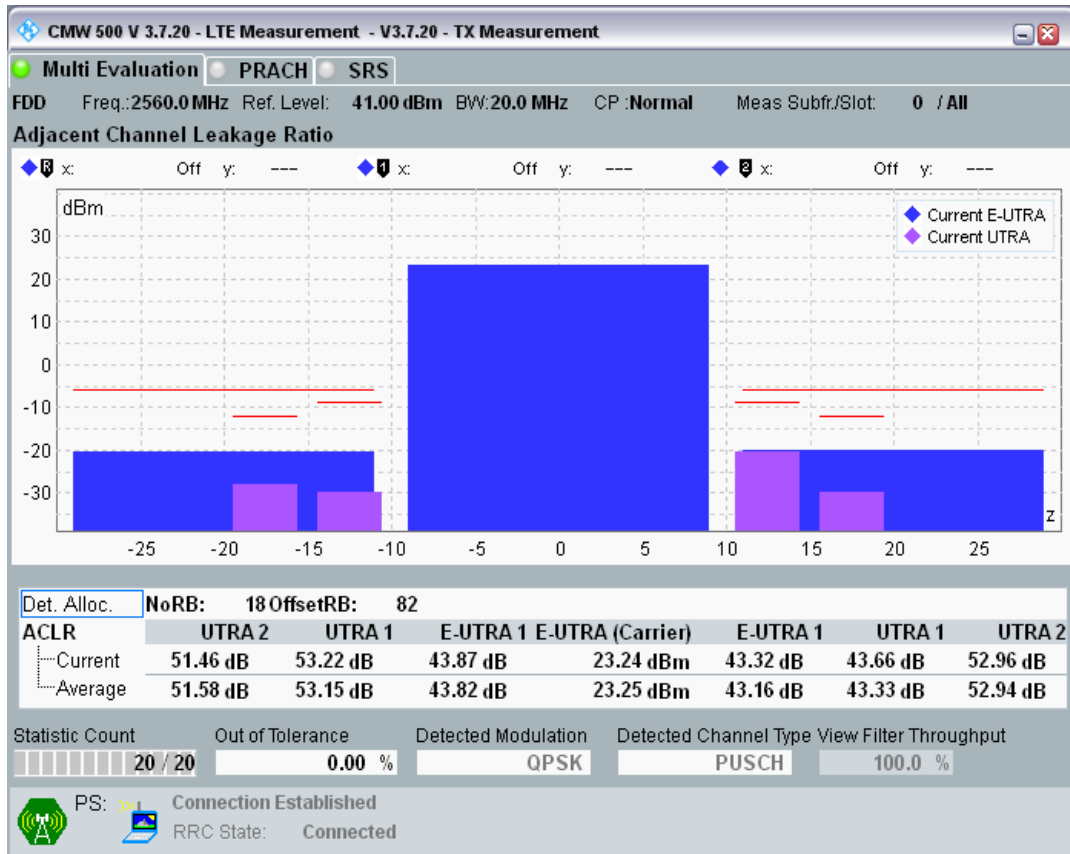 CMW 500 V 3.7.20 - LTE Measurement - V3.7.20 - TX Measurement
Multi Evaluation PRACH SRS
FDD Freq.:2560.0 MHz Ref. Level: 41.00 dBm BW:20.0 MHz CP :Normal Meas Subfr./Slot: 0 / All
Adjacent Channel Leakage Ratio
R x: Off y: --- 1 x: Off y: --- 2 x: Off y: ---
dBm
Current E-UTRA
Current UTRA
30
20
10
0
-10
-20
-30
z
-25 -20 -15 -10 -5 0 5 10 15 20 25
Det. Alloc. NoRB: 18 OffsetRB: 82
ACLR UTRA 2 UTRA 1 E-UTRA 1 E-UTRA (Carrier) E-UTRA 1 UTRA 1 UTRA 2
Current 51.46 dB 53.22 dB 43.87 dB 23.24 dBm 43.32 dB 43.66 dB 52.96 dB
Average 51.58 dB 53.15 dB 43.82 dB 23.25 dBm 43.16 dB 43.33 dB 52.94 dB
Statistic Count Out of Tolerance Detected Modulation Detected Channel Type View Filter Throughput
20 / 20 0.00 % QPSK PUSCH 100.0 %
PS: Connection Established
RRC State: Connected